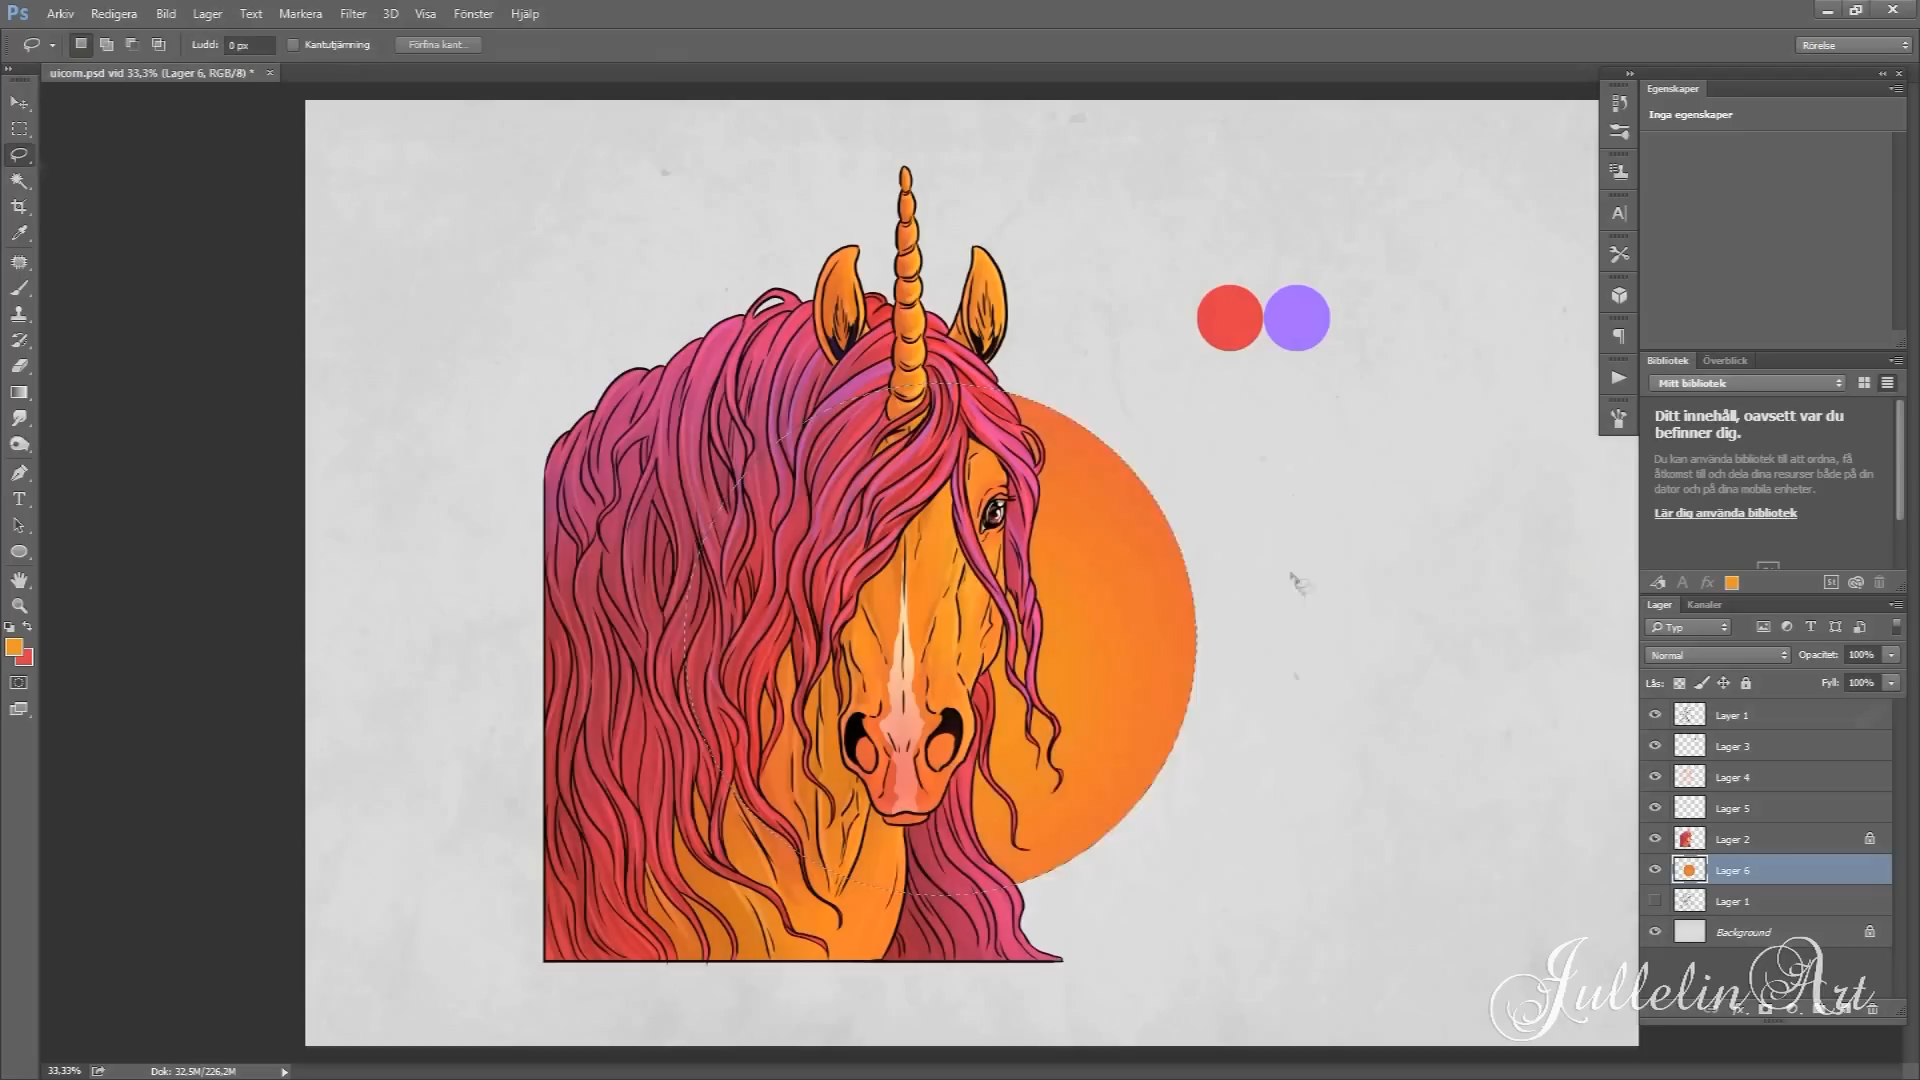 Ps Arkiv Redigera Bild Lager Text Markera Filter 3D Visa Fönster Hjälp
Ludd: 0 px Kantutjämning Förfina kant... Rörelse
uicorn.psd vid 33,3% (Lager 6, RGB/8) *
Egenskaper
Inga egenskaper
Bibliotek Överblick
Mitt bibliotek
Ditt innehåll, oavsett var du
befinner dig.
Du kan använda bibliotek till att ordna, få
åtkomst till och dela dina resurser både på din
dator och på dina mobila enheter.
Lär dig använda bibliotek
Lager Kanaler
Typ
Normal Opacitet: 100%
Lås: Fyll: 100%
Layer 1
Lager 3
Lager 4
Lager 5
Lager 2
Lager 6
Lager 1
Background
Jullelin Art
33,33% Dok: 32,5M/226,2M